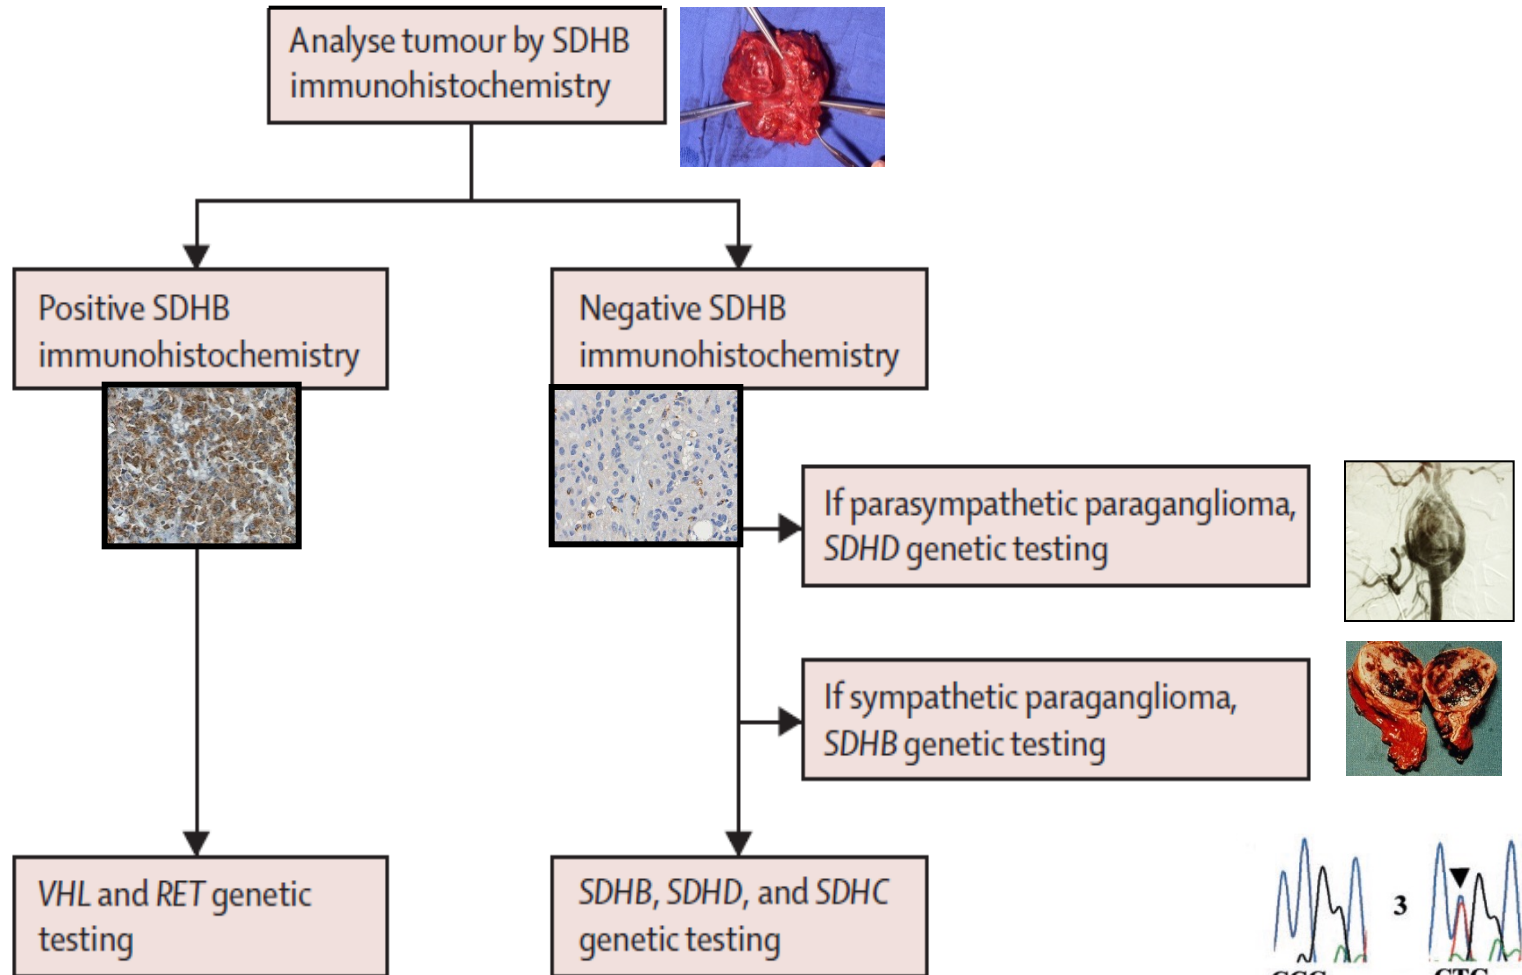 Analyse tumour by SDHB
immunohistochemistry
Positive SDHB
immunohistochemistry
Negative SDHB
immunohistochemistry
If parasympathetic paraganglioma,
SDHD genetic testing
If sympathetic paraganglioma,
SDHB genetic testing
VHL and RET genetic
testing
SDHB, SDHD, and SDHC
genetic testing
3